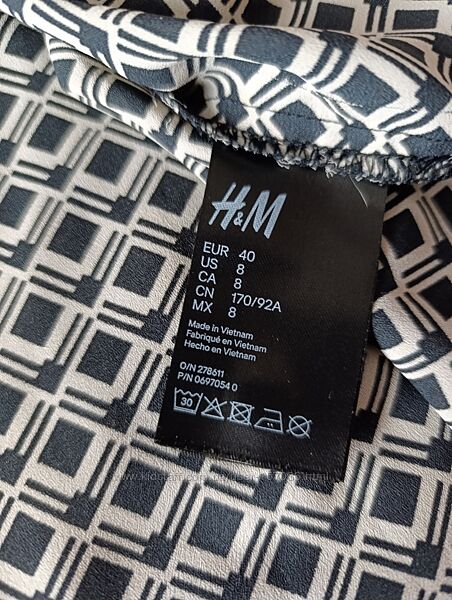 H&M
EUR 40
US 8
CA 8
CN 170/92A
MX 8
Made in Vietnam
Fabriqué en Vietnam
Hecho en Vietnam
O/N 278611
P/N 0697054 0
30